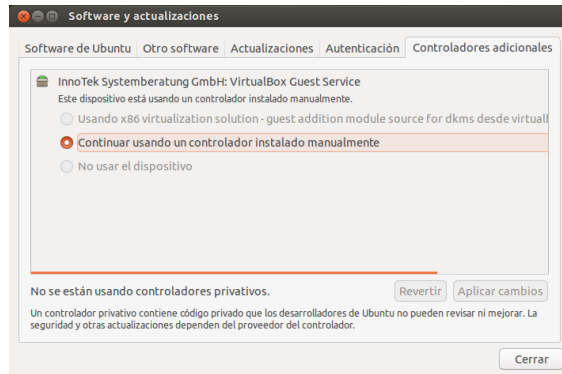 Software y actualizaciones
Software de Ubuntu Otro software Actualizaciones Autenticación Controladores adicionales
InnoTek Systemberatung GmbH: VirtualBox Guest Service
Este dispositivo está usando un controlador instalado manualmente.
Usando x86 virtualization solution - guest addition module source for dkms desde virtuall
Continuar usando un controlador instalado manualmente
No usar el dispositivo
No se están usando controladores privativos.
Revertir Aplicar cambios
Un controlador privativo contiene código privado que los desarrolladores de Ubuntu no pueden revisar ni mejorar. La
seguridad y otras actualizaciones dependen del proveedor del controlador.
Cerrar